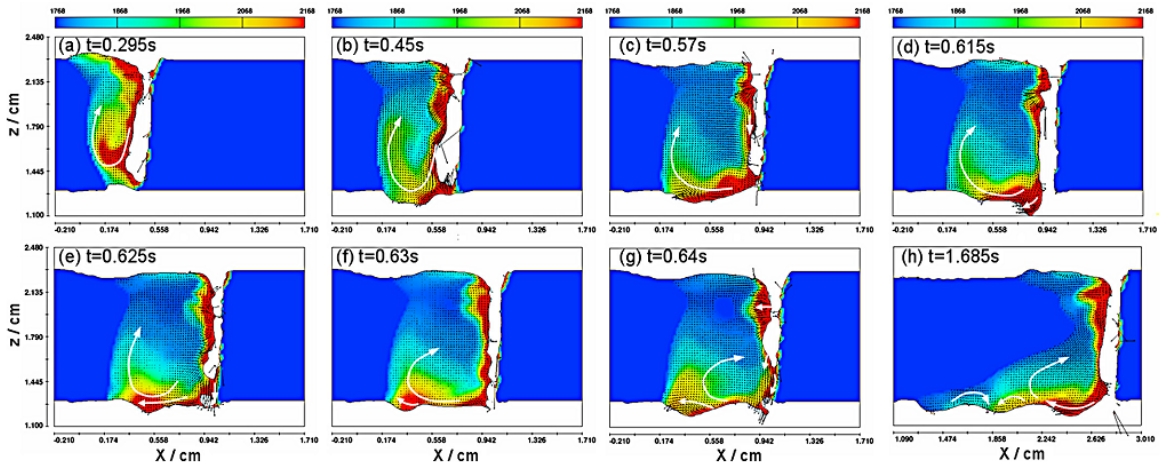 1768 1868 1968 2068 2168
1768 1868 1968 2068 2168
1768 1868 1968 2068 2168
1768 1868 1968 2068 2168
(a) t=0.295s
(b) t=0.45s
(c) t=0.57s
(d) t=0.615s
z / cm
2.480
2.135
1.790
1.445
1.100
-0.210 0.174 0.558 0.942 1.326 1.710
-0.210 0.174 0.558 0.942 1.326 1.710
-0.210 0.174 0.558 0.942 1.326 1.710
-0.210 0.174 0.558 0.942 1.326 1.710
(e) t=0.625s
(f) t=0.63s
(g) t=0.64s
(h) t=1.685s
z / cm
2.480
2.135
1.790
1.445
1.100
-0.210 0.174 0.558 0.942 1.326 1.710
-0.210 0.174 0.558 0.942 1.326 1.710
-0.210 0.174 0.558 0.942 1.326 1.710
1.090 1.474 1.858 2.242 2.626 3.010
X / cm
X / cm
X / cm
X / cm